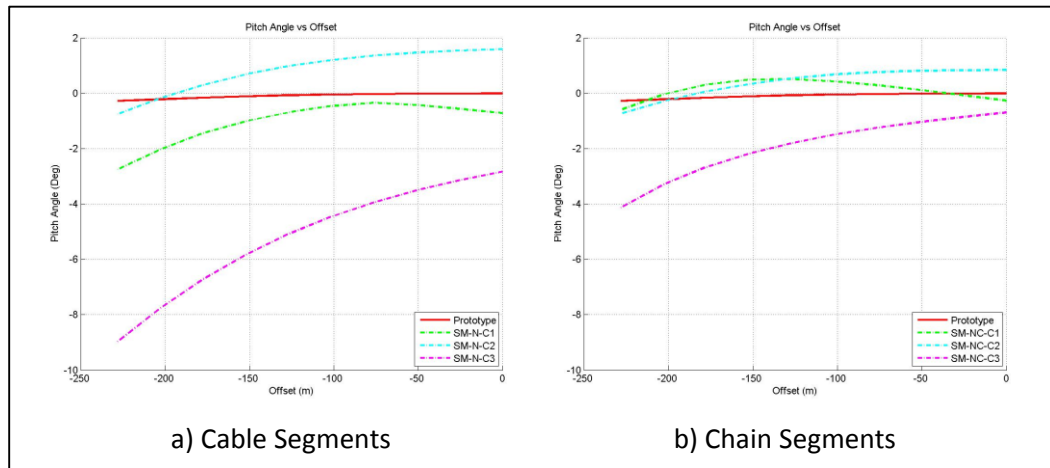 Pitch Angle vs Offset
2
0
-2
-4
-6
-8
-10
Pitch Angle (Deg)
-250
-200
-150
-100
-50
0
Offset (m)
Prototype
SM-N-C1
SM-N-C2
SM-N-C3
a) Cable Segments
Pitch Angle vs Offset
2
0
-2
-4
-6
-8
-10
Pitch Angle (Deg)
-250
-200
-150
-100
-50
0
Offset (m)
Prototype
SM-NC-C1
SM-NC-C2
SM-NC-C3
b) Chain Segments